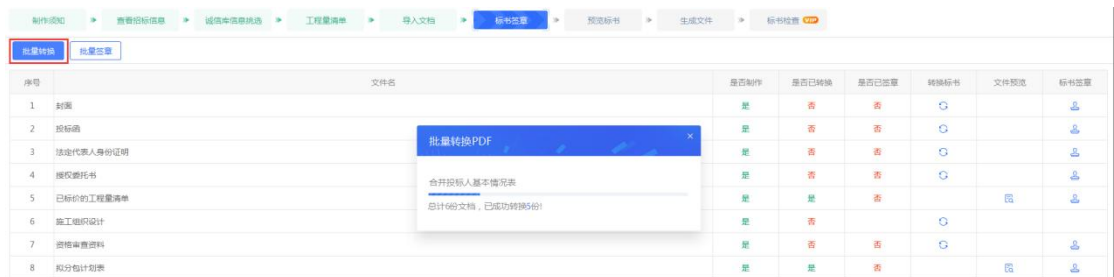 制作须知 查看招标信息 诚信库信息挑选 工程量清单 导入文档 标书签章 预览标书 生成文件 标书检查 VIP
批量转换 批量签章
序号 文件名 是否制作 是否已转换 是否已签章 转换标书 文件预览 标书签章
1 封面 是 否 否
2 投标函 是 否 否
3 法定代表人身份证明 是 否 否
4 授权委托书 是 否 否
5 已标价的工程量清单 是 是 否
6 施工组织设计 是 否
7 资格审查资料 是 否 否
8 拟分包计划表 是 是 否
批量转换PDF ×
合并投标人基本情况表
总计6份文档，已成功转换5份!